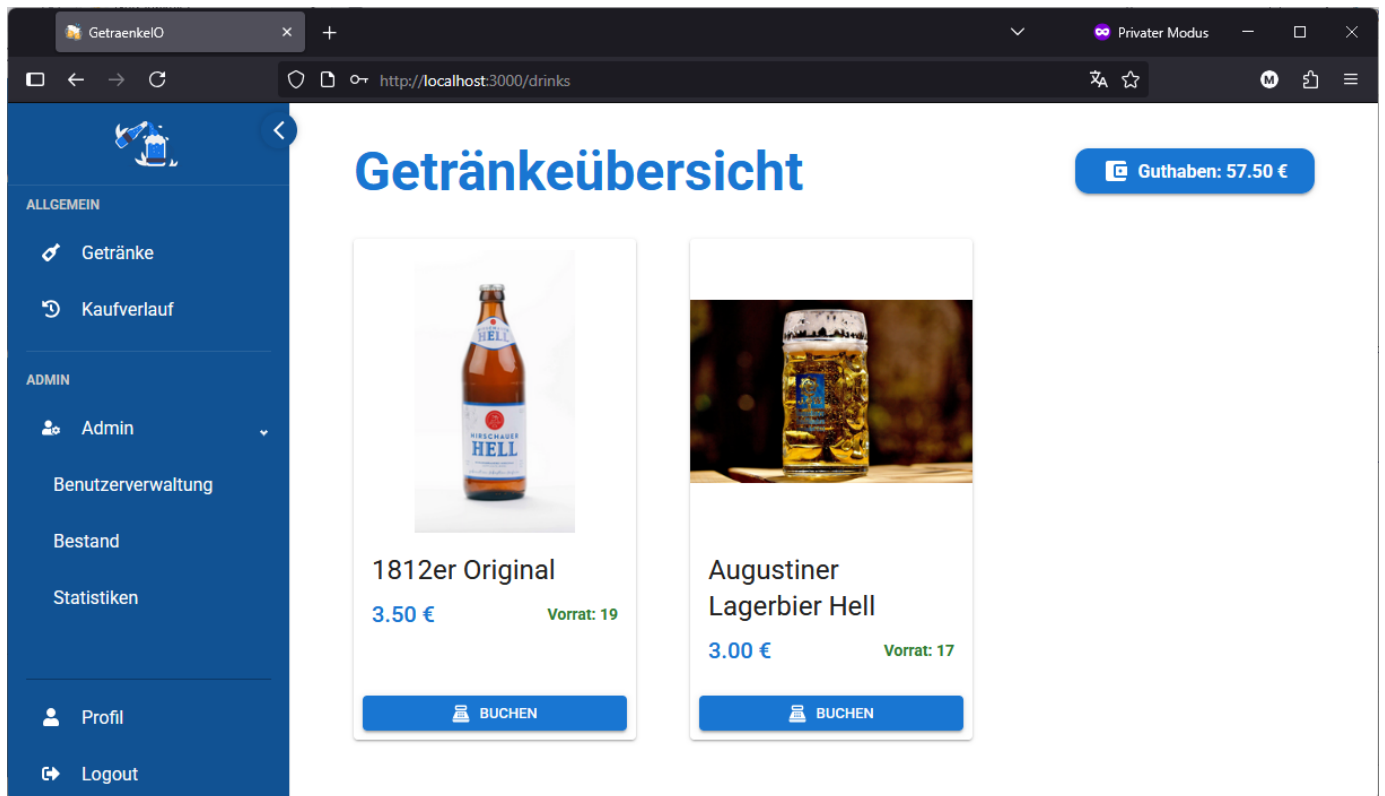 GetraenkeIO
Privater Modus
http://localhost:3000/drinks
M
ALLGEMEIN
Getränke
Kaufverlauf
ADMIN
Admin
Benutzerverwaltung
Bestand
Statistiken
Profil
Logout
Getränkeübersicht
Guthaben: 57.50 €
HELL
HIRSCHAUER
HELL
1812er Original
3.50 €
Vorrat: 19
BUCHEN
Augustiner
Lagerbier Hell
3.00 €
Vorrat: 17
BUCHEN